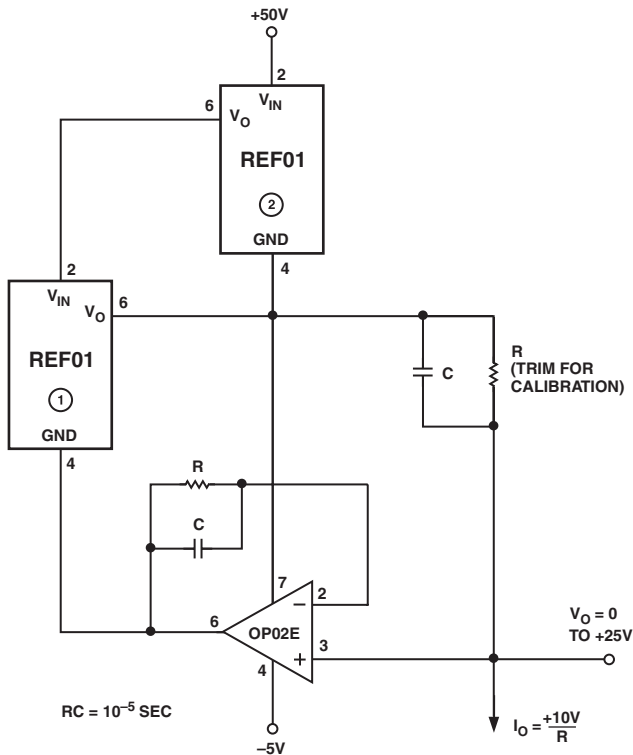 +50V
2
6
V_IN
V_O
REF01
2
GND
4
2
V_IN
6
V_O
REF01
1
GND
4
C
R
(TRIM FOR
CALIBRATION)
R
C
7
2
–
6
OP02E
+
3
4
–5V
V_O = 0
TO +25V
RC = 10^–5 SEC
I_O = +10V/R